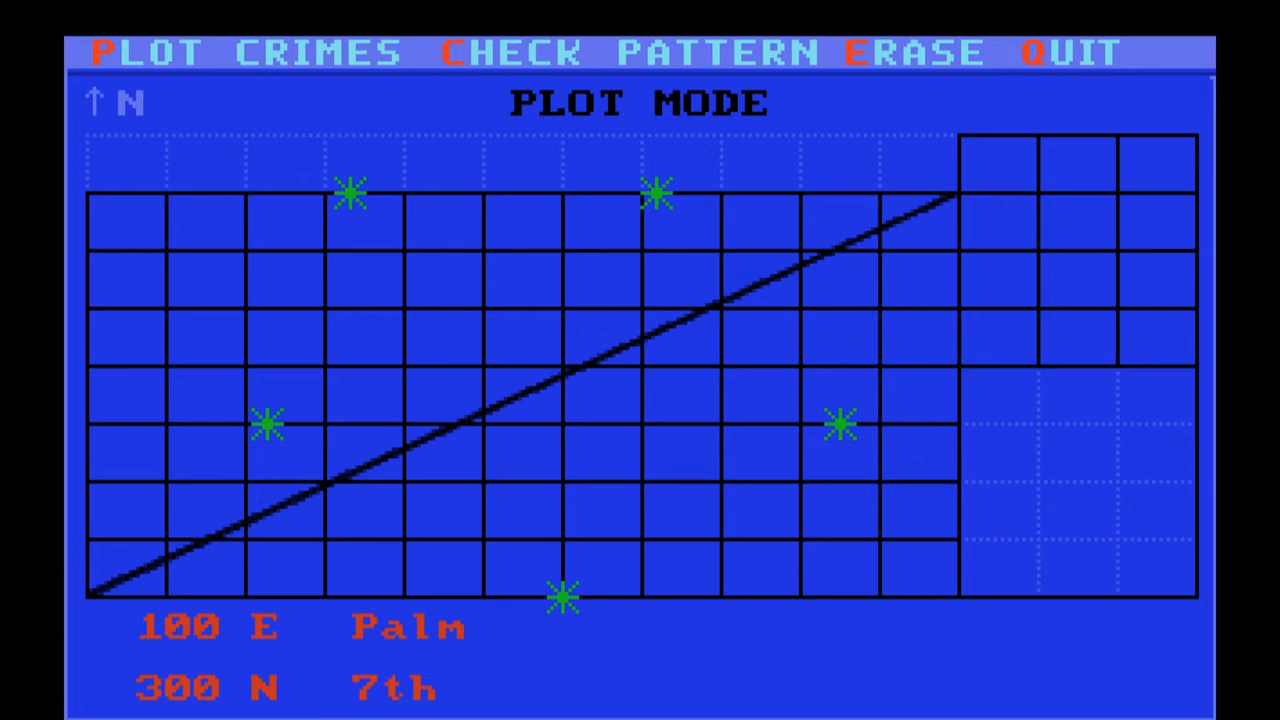 PLOT CRIMES CHECK PATTERN ERASE QUIT
↑N PLOT MODE
100 E Palm
300 N 7th